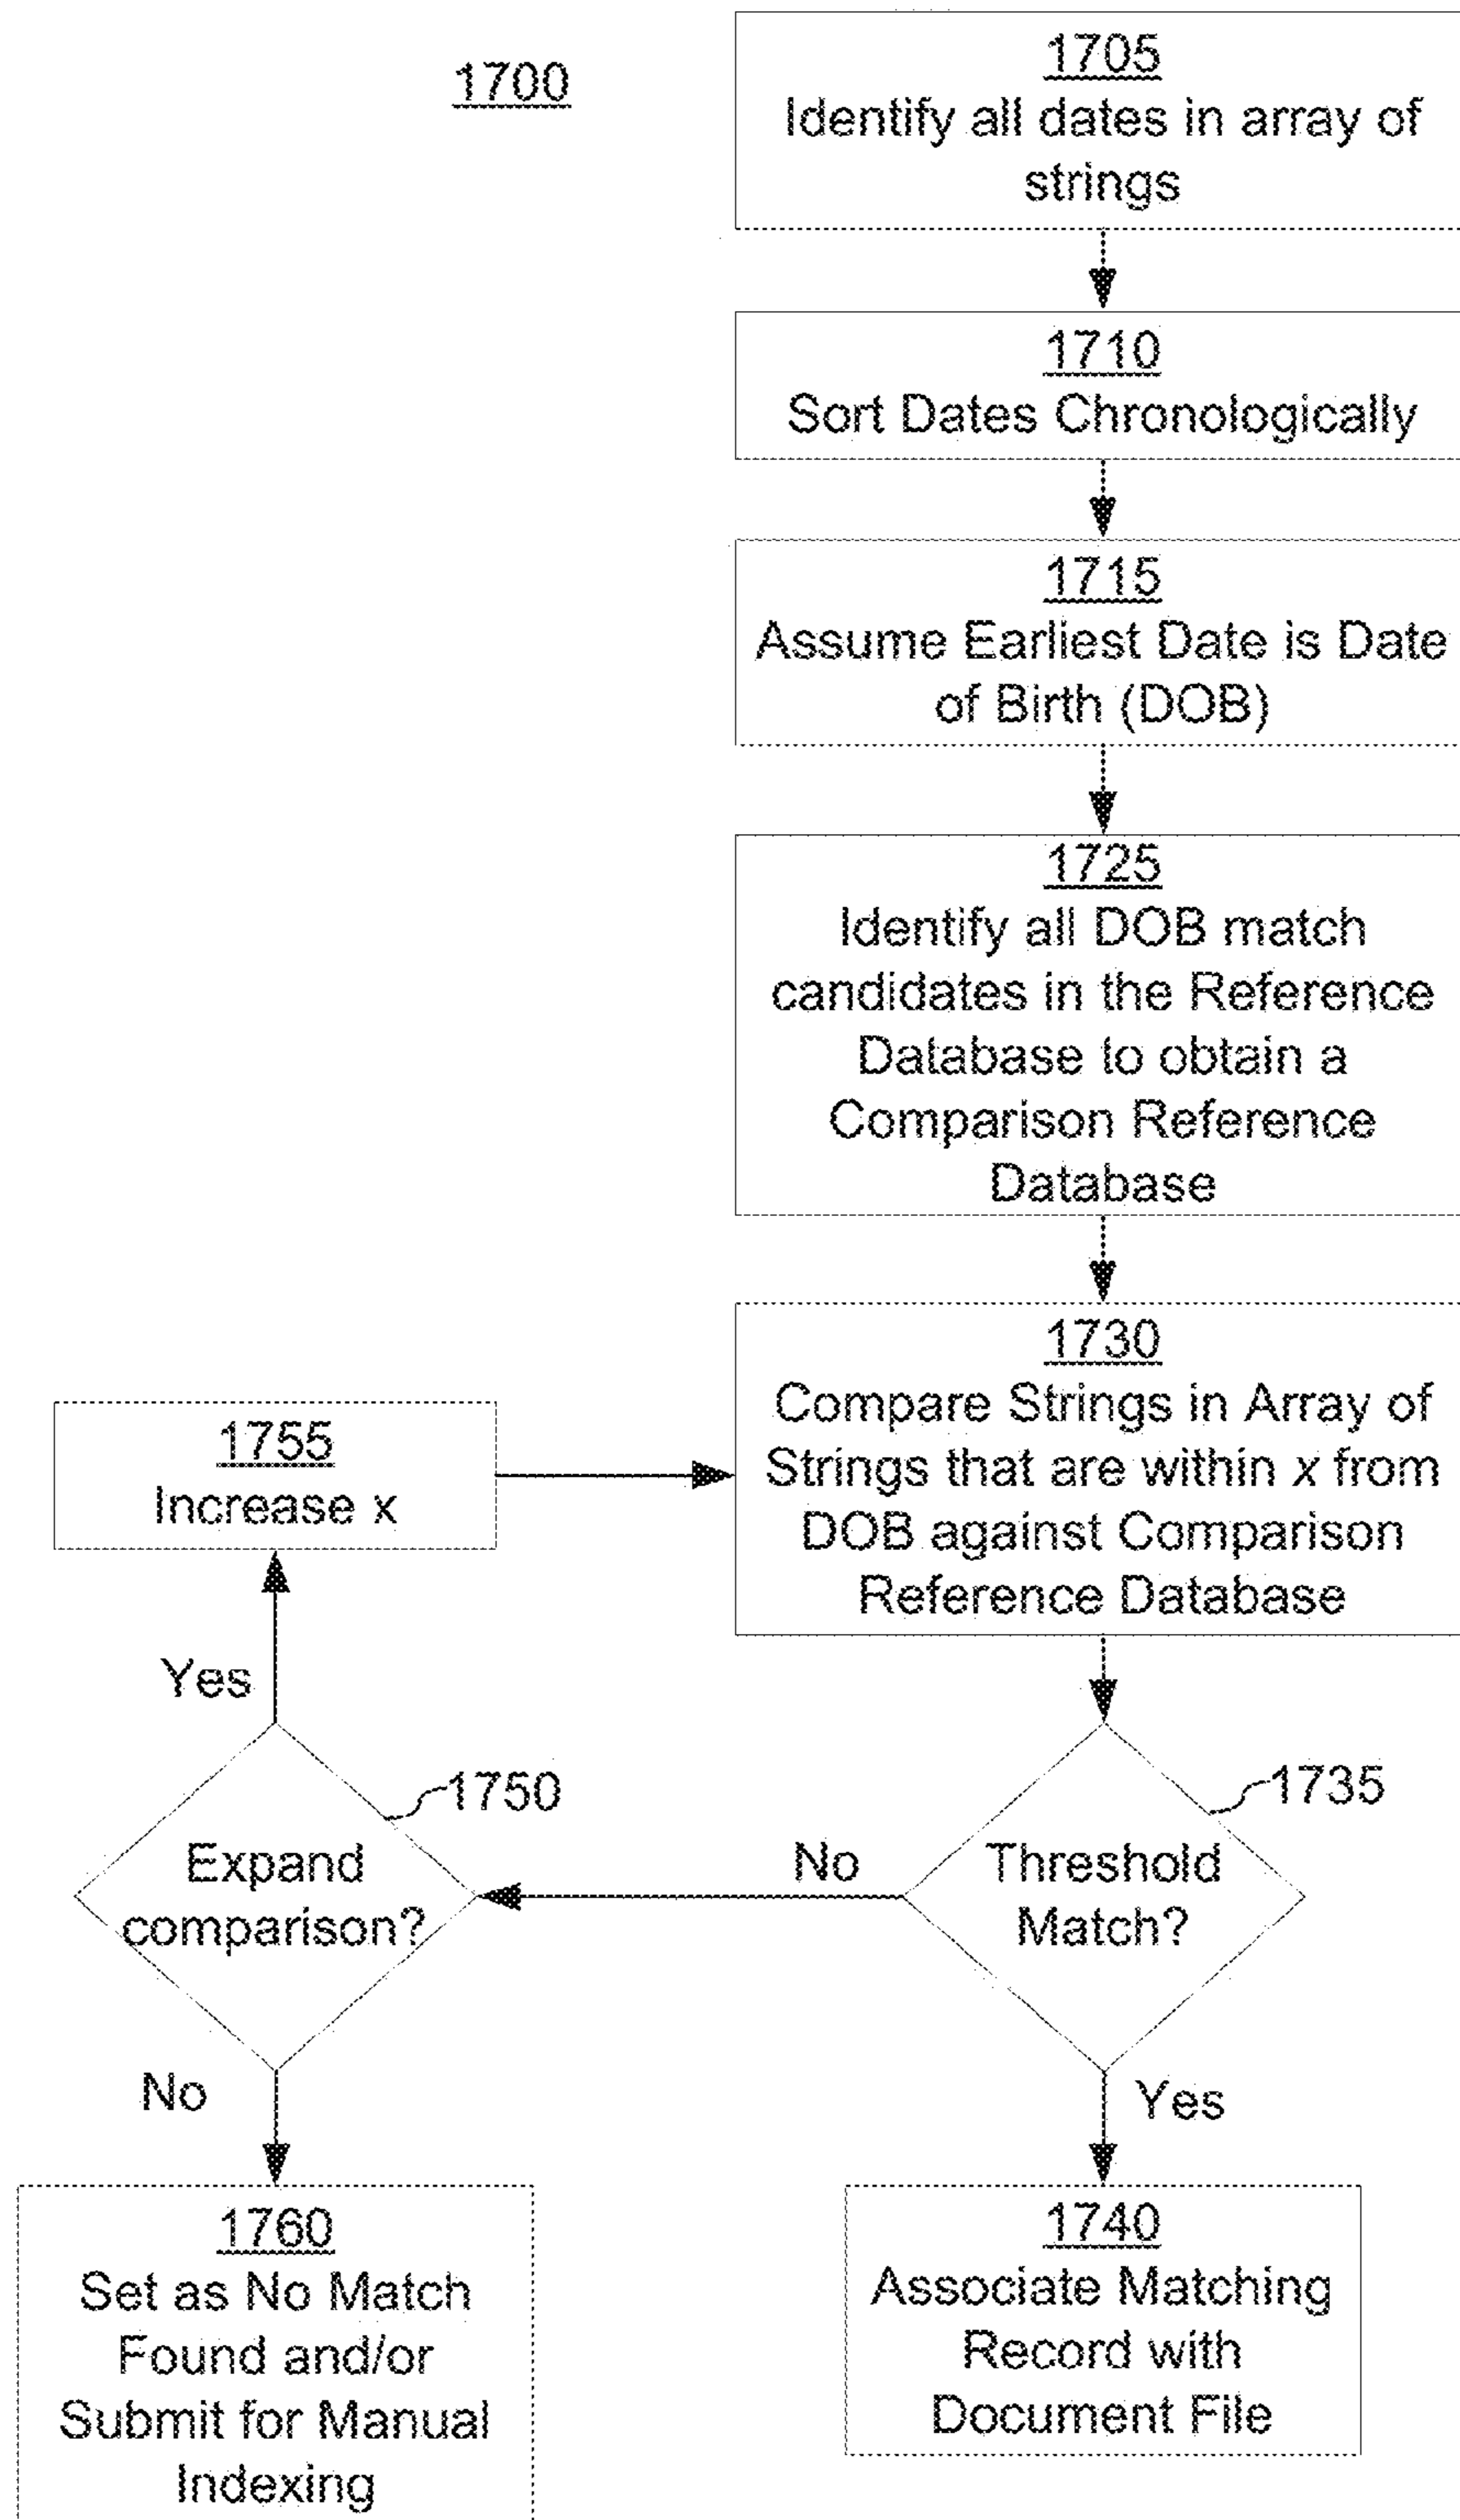 1700
1705
Identify all dates in array of
strings
1710
Sort Dates Chronologically
1715
Assume Earliest Date is Date
of Birth (DOB)
1725
Identify all DOB match
candidates in the Reference
Database to obtain a
Comparison Reference
Database
1730
Compare Strings in Array of
Strings that are within x from
DOB against Comparison
Reference Database
1755
Increase x
Yes
1750
Expand
comparison?
No
1735
Threshold
Match?
No
Yes
1760
Set as No Match
Found and/or
Submit for Manual
Indexing
1740
Associate Matching
Record with
Document File